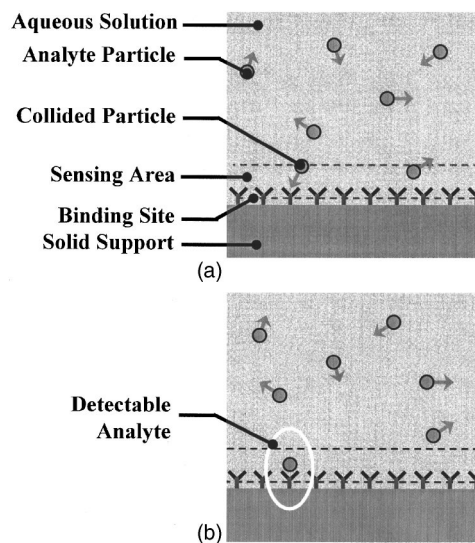 Aqueous Solution
Analyte Particle
Collided Particle
Sensing Area
Binding Site
Solid Support
(a)
Detectable
Analyte
(b)